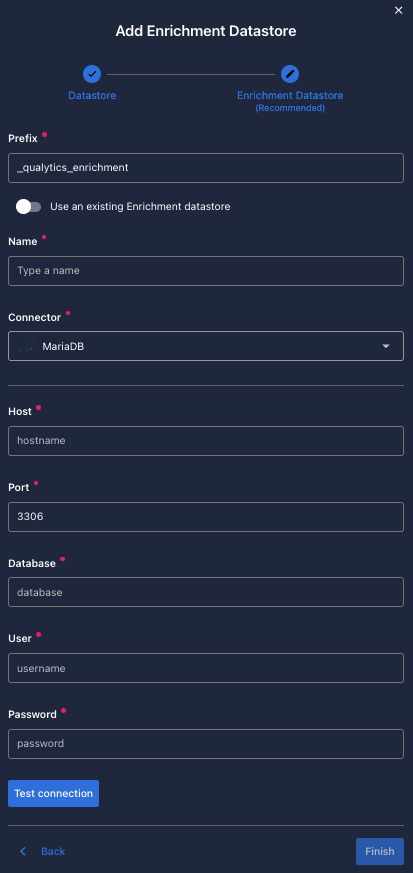 Add Enrichment Datastore
Datastore
Enrichment Datastore
(Recommended)
Prefix
_qualytics_enrichment
Use an existing Enrichment datastore
Name
Type a name
Connector
MariaDB
Host
hostname
Port
3306
Database
database
User
username
Password
password
Test connection
Back
Finish